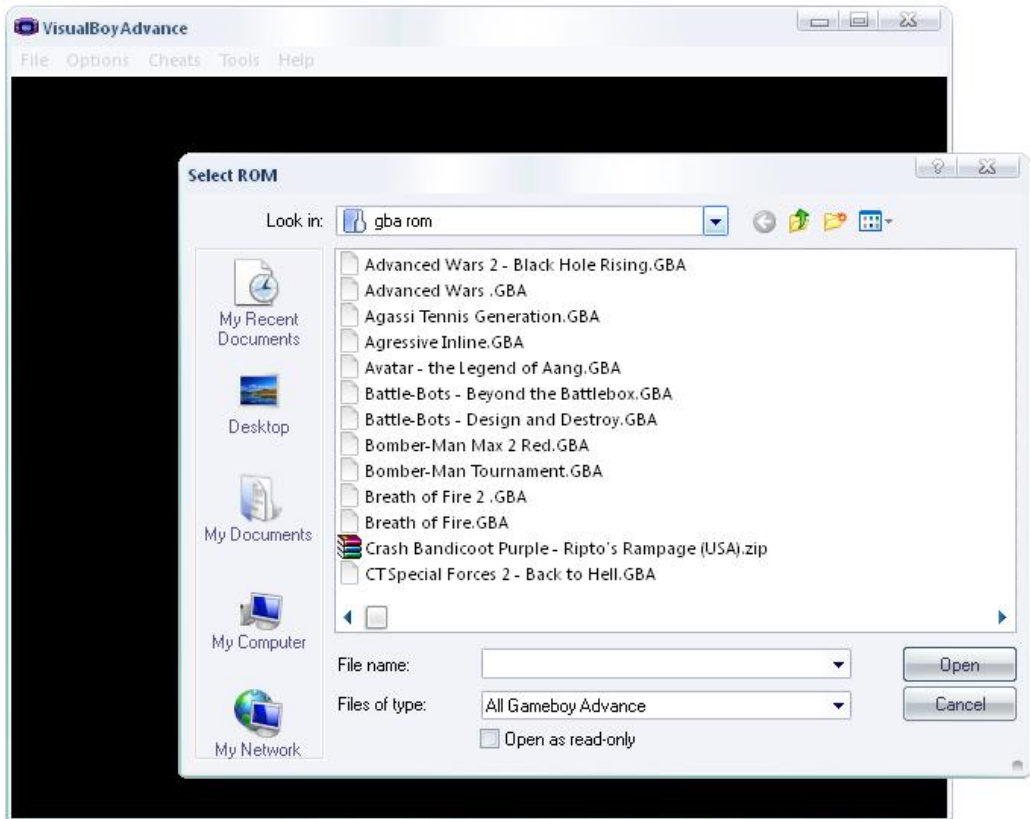 VisualBoyAdvance
File Options Cheats Tools Help
Select ROM
Look in: gba rom
My Recent
Documents
Desktop
My Documents
My Computer
My Network
Advanced Wars 2 - Black Hole Rising.GBA
Advanced Wars .GBA
Agassi Tennis Generation.GBA
Agressive Inline.GBA
Avatar - the Legend of Aang.GBA
Battle-Bots - Beyond the Battlebox.GBA
Battle-Bots - Design and Destroy.GBA
Bomber-Man Max 2 Red.GBA
Bomber-Man Tournament.GBA
Breath of Fire 2 .GBA
Breath of Fire.GBA
Crash Bandicoot Purple - Ripto's Rampage (USA).zip
CTSpecial Forces 2 - Back to Hell.GBA
File name: Open
Files of type: All Gameboy Advance Cancel
Open as read-only